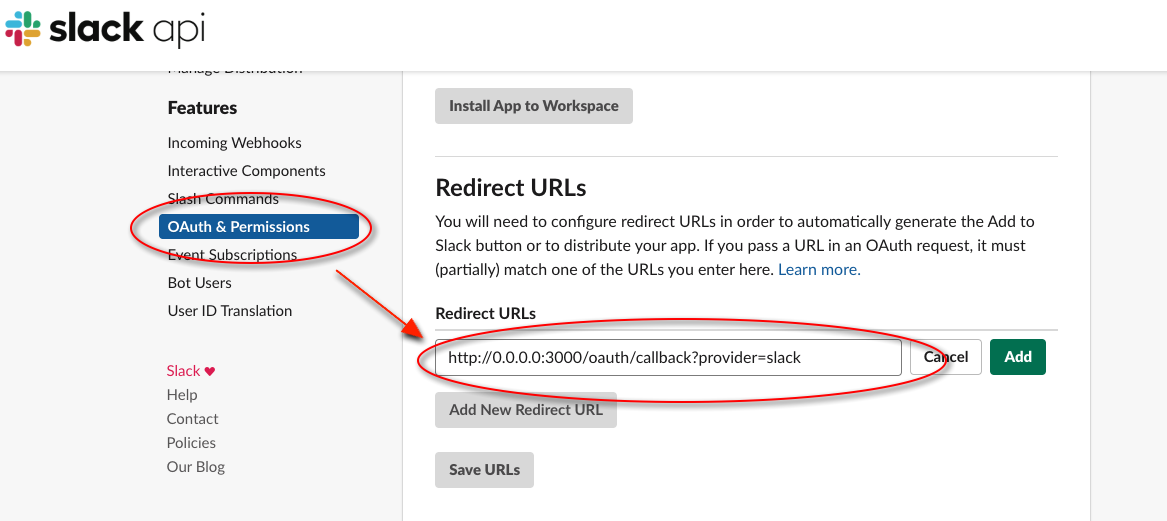 slack api
Manage Distribution
Features
Incoming Webhooks
Interactive Components
Slash Commands
OAuth & Permissions
Event Subscriptions
Bot Users
User ID Translation
Slack ♥
Help
Contact
Policies
Our Blog
Install App to Workspace
Redirect URLs
You will need to configure redirect URLs in order to automatically generate the Add to
Slack button or to distribute your app. If you pass a URL in an OAuth request, it must
(partially) match one of the URLs you enter here. Learn more.
Redirect URLs
http://0.0.0.0:3000/oauth/callback?provider=slack
Cancel
Add
Add New Redirect URL
Save URLs